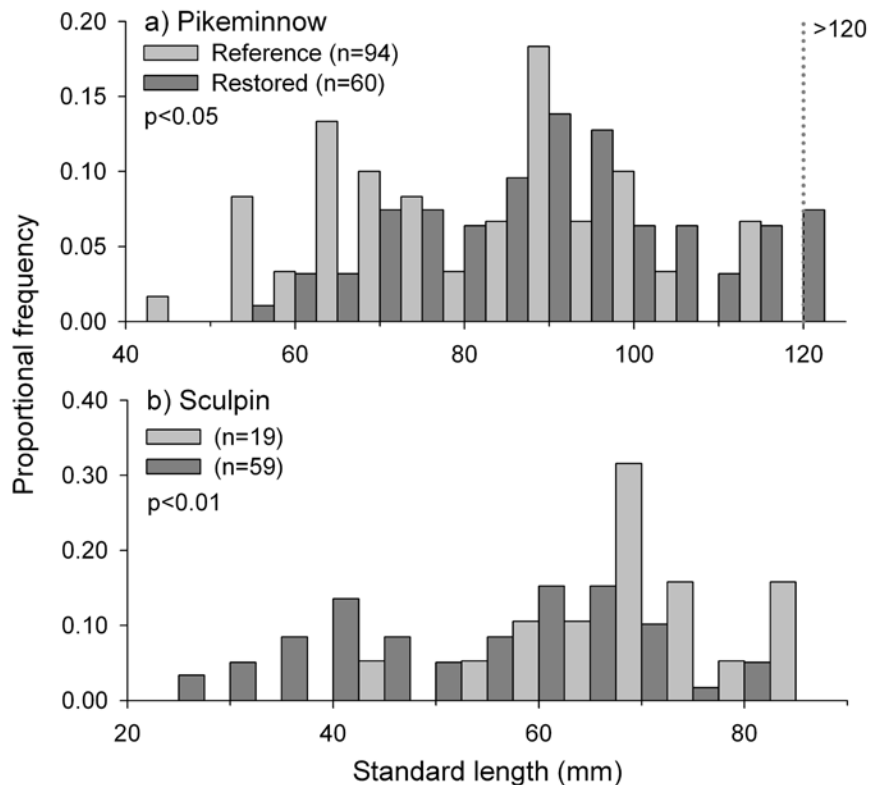 a) Pikeminnow
Reference (n=94)
Restored (n=60)
p<0.05
>120
0.20
0.15
0.10
0.05
0.00
40
60
80
100
120
Proportional frequency
b) Sculpin
(n=19)
(n=59)
p<0.01
0.40
0.30
0.20
0.10
0.00
20
40
60
80
Standard length (mm)